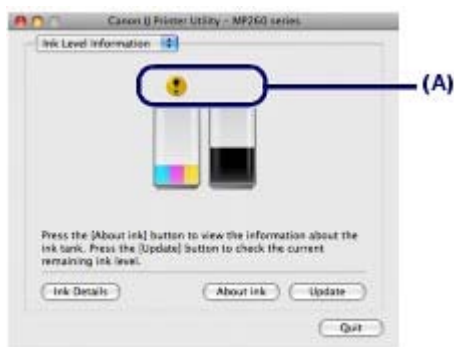 Canon IJ Printer Utility - MP260 series
Ink Level Information
(A)
Press the [About ink] button to view the information about the
ink tank. Press the [Update] button to check the current
remaining ink level.
Ink Details
About ink
Update
Quit